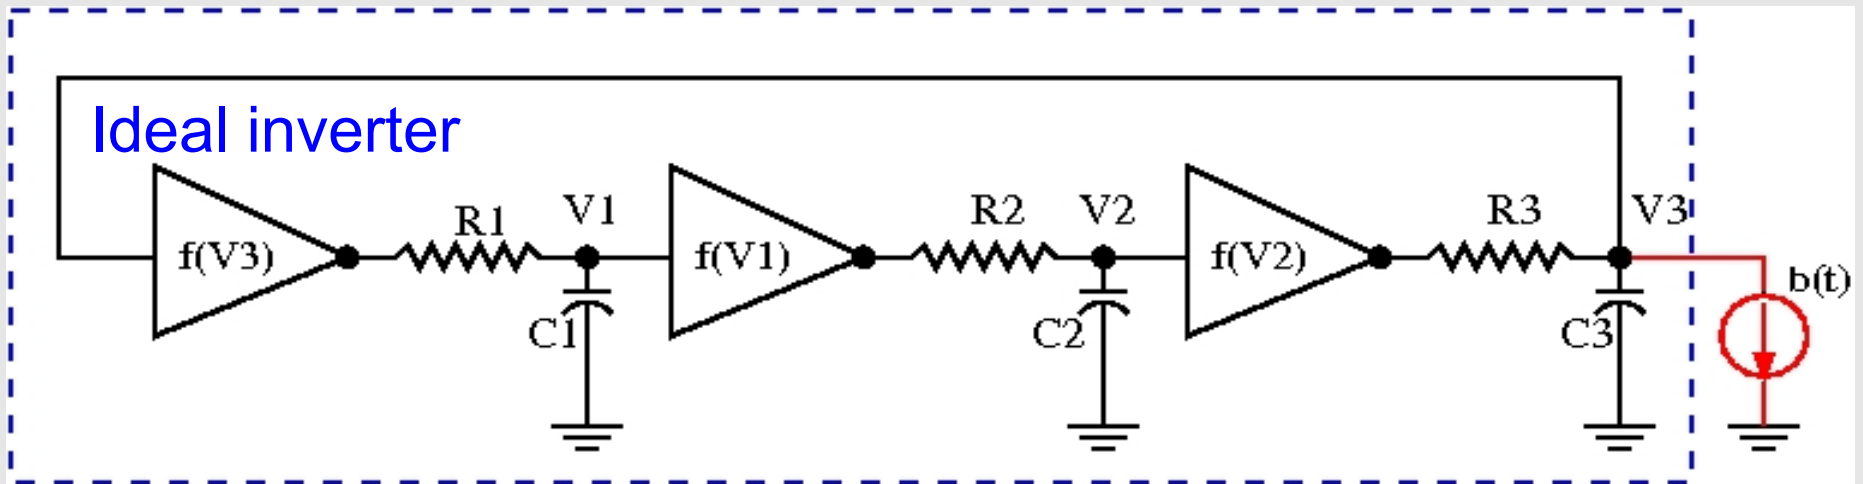 Ideal inverter
f(V3)
R1
V1
C1
f(V1)
R2
V2
C2
f(V2)
R3
V3
C3
b(t)